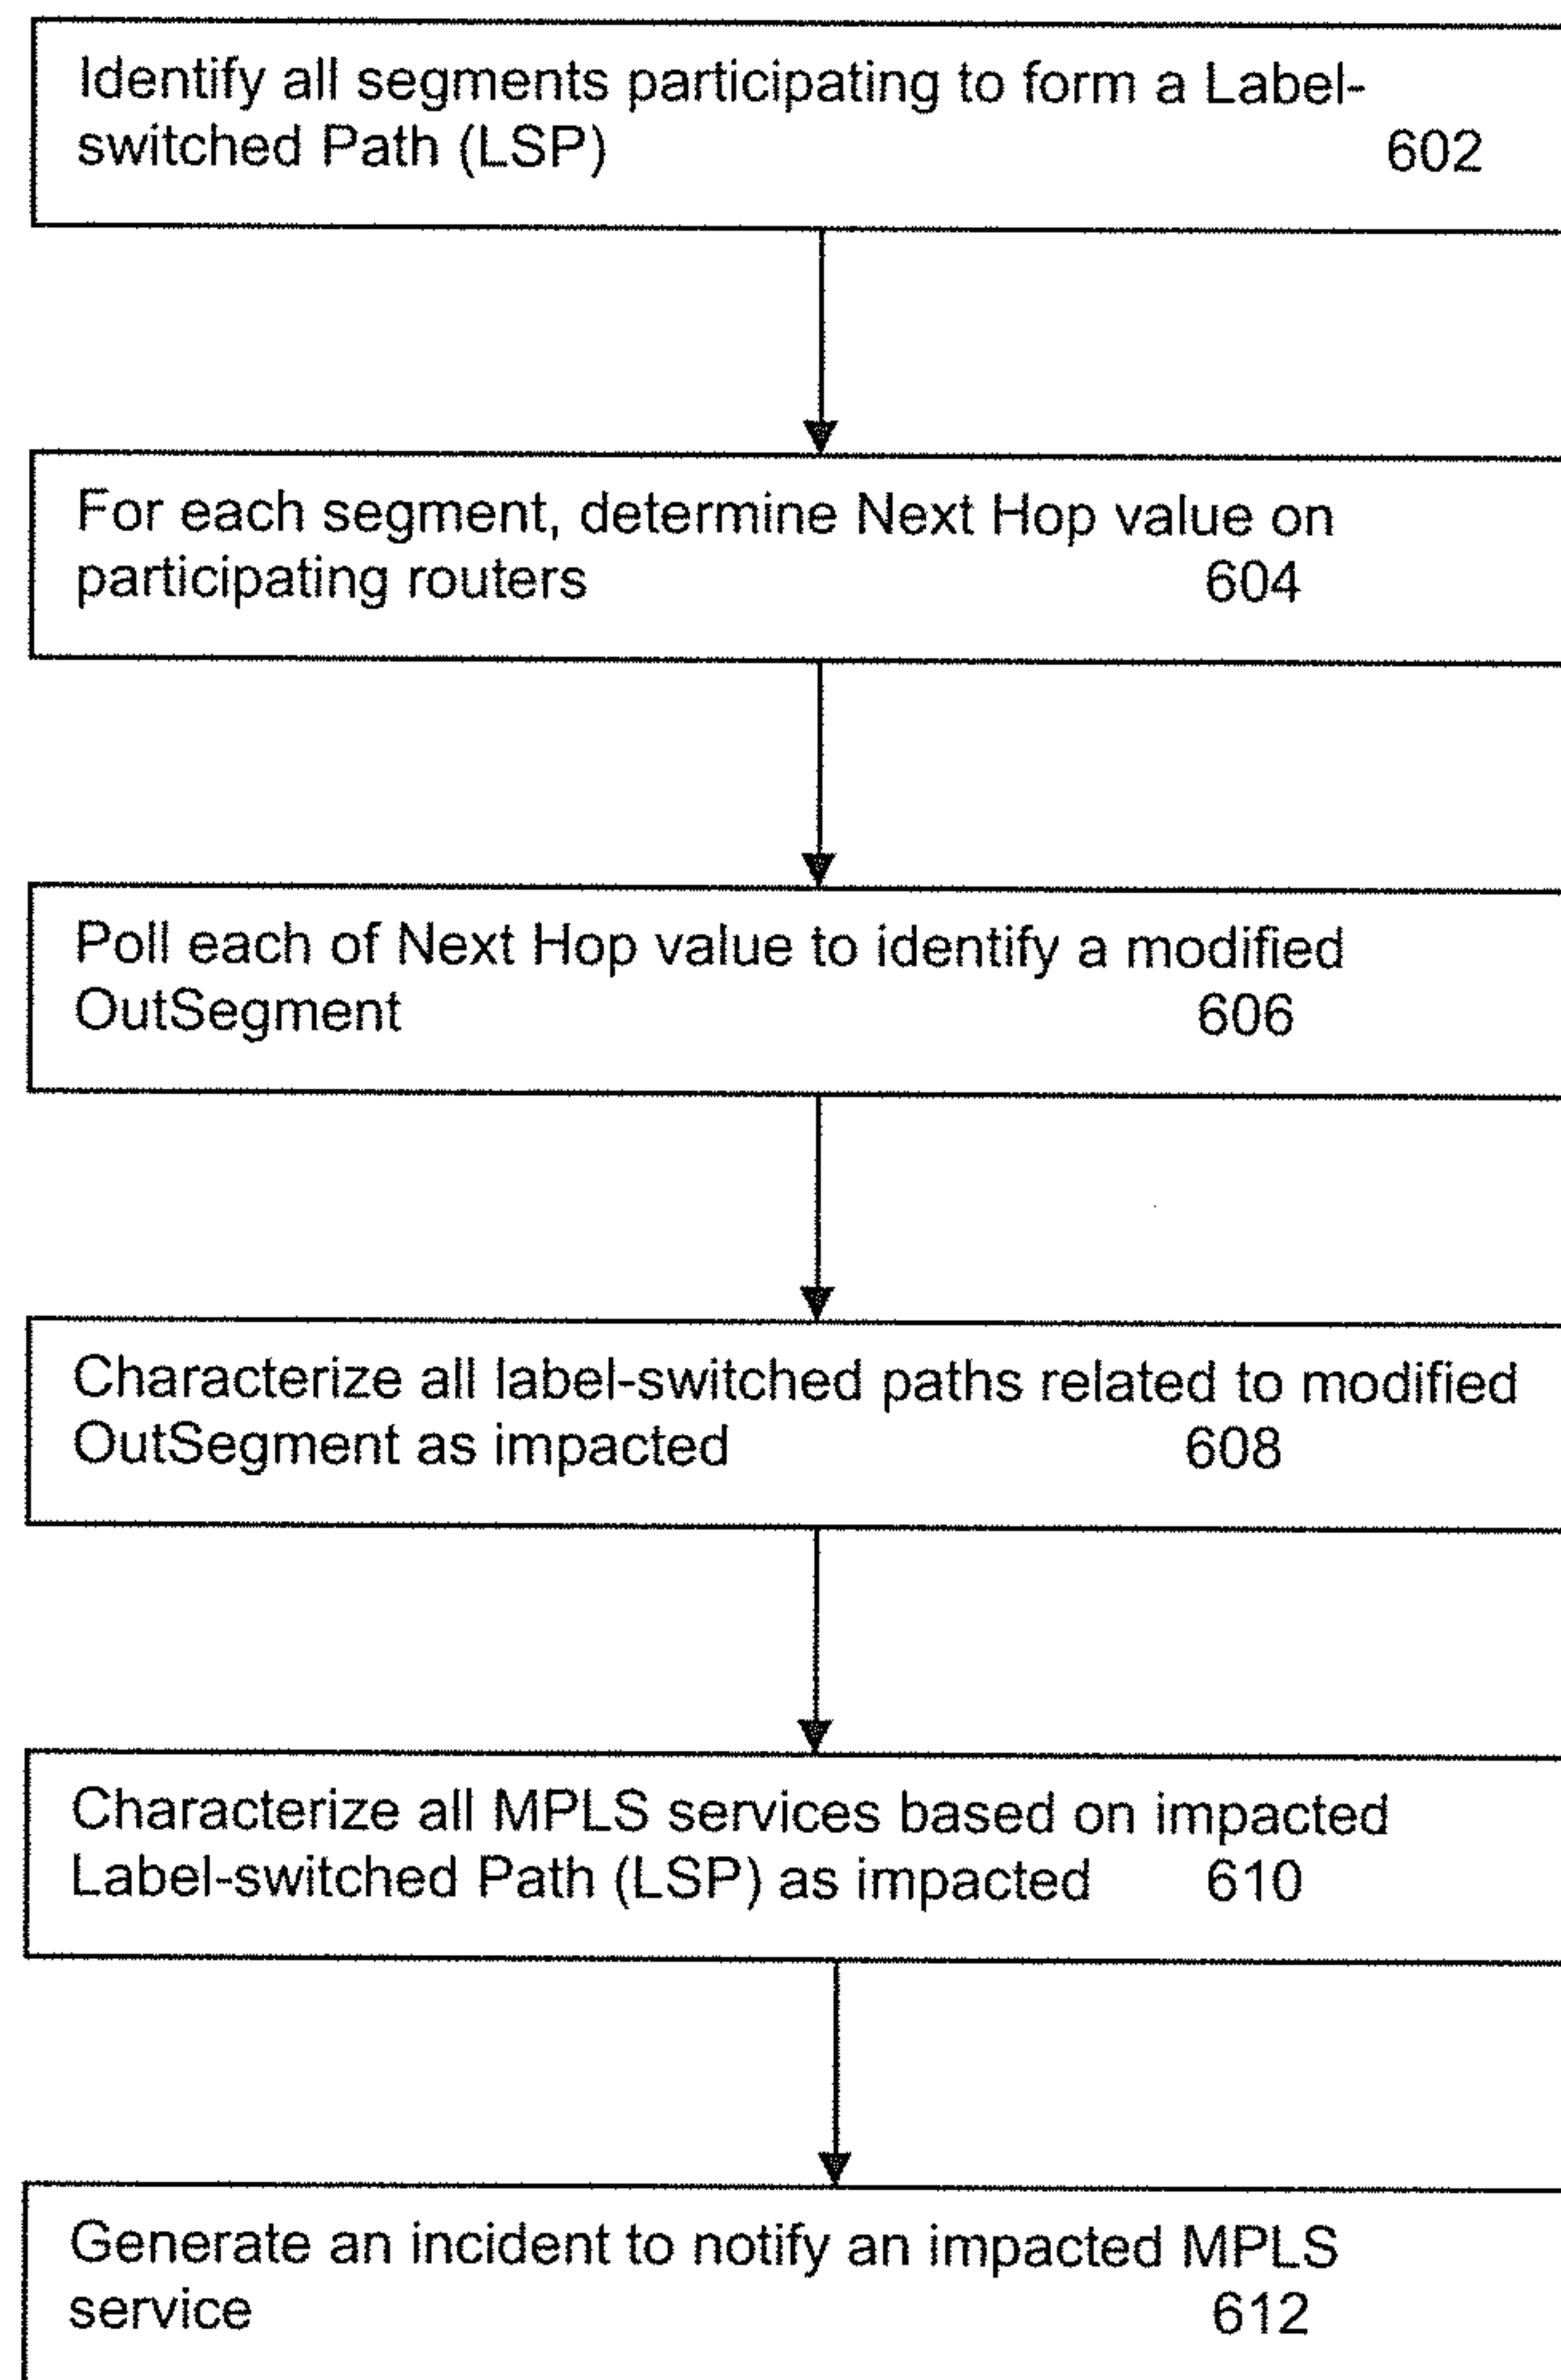 Identify all segments participating to form a Label-
switched Path (LSP) 602
For each segment, determine Next Hop value on
participating routers 604
Poll each of Next Hop value to identify a modified
OutSegment 606
Characterize all label-switched paths related to modified
OutSegment as impacted 608
Characterize all MPLS services based on impacted
Label-switched Path (LSP) as impacted 610
Generate an incident to notify an impacted MPLS
service 612